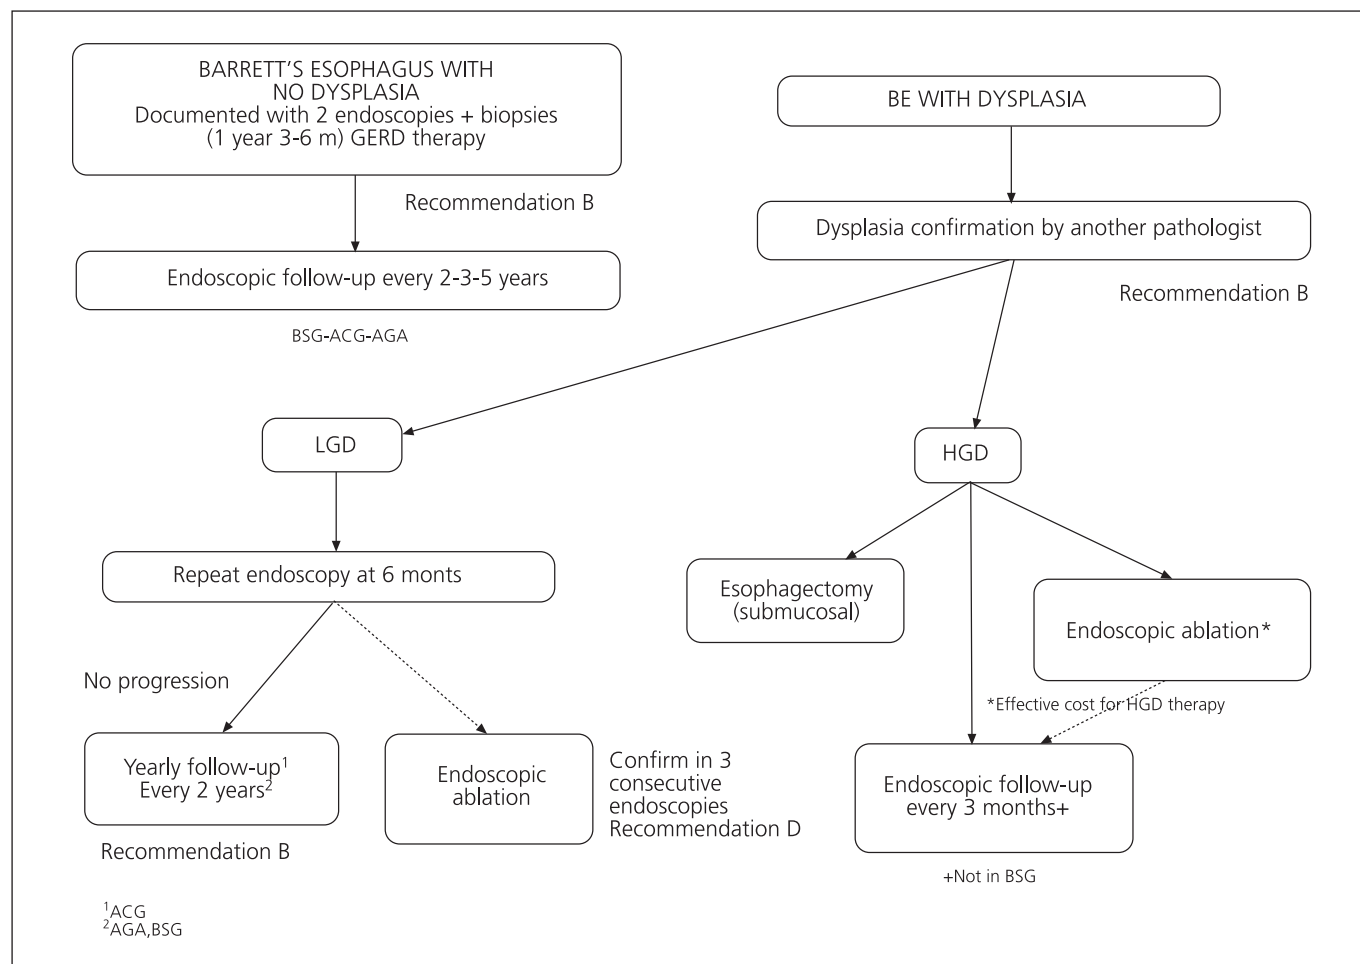 BARRETT'S ESOPHAGUS WITH
NO DYSPLASIA
Documented with 2 endoscopies + biopsies
(1 year 3-6 m) GERD therapy
Recommendation B
Endoscopic follow-up every 2-3-5 years
BSG-ACG-AGA
BE WITH DYSPLASIA
Dysplasia confirmation by another pathologist
Recommendation B
LGD
HGD
Repeat endoscopy at 6 monts
No progression
Yearly follow-up¹
Every 2 years²
Recommendation B
Endoscopic
ablation
Confirm in 3
consecutive
endoscopies
Recommendation D
Esophagectomy
(submucosal)
Endoscopic ablation*
*Effective cost for HGD therapy
Endoscopic follow-up
every 3 months+
+Not in BSG
¹ACG
²AGA,BSG